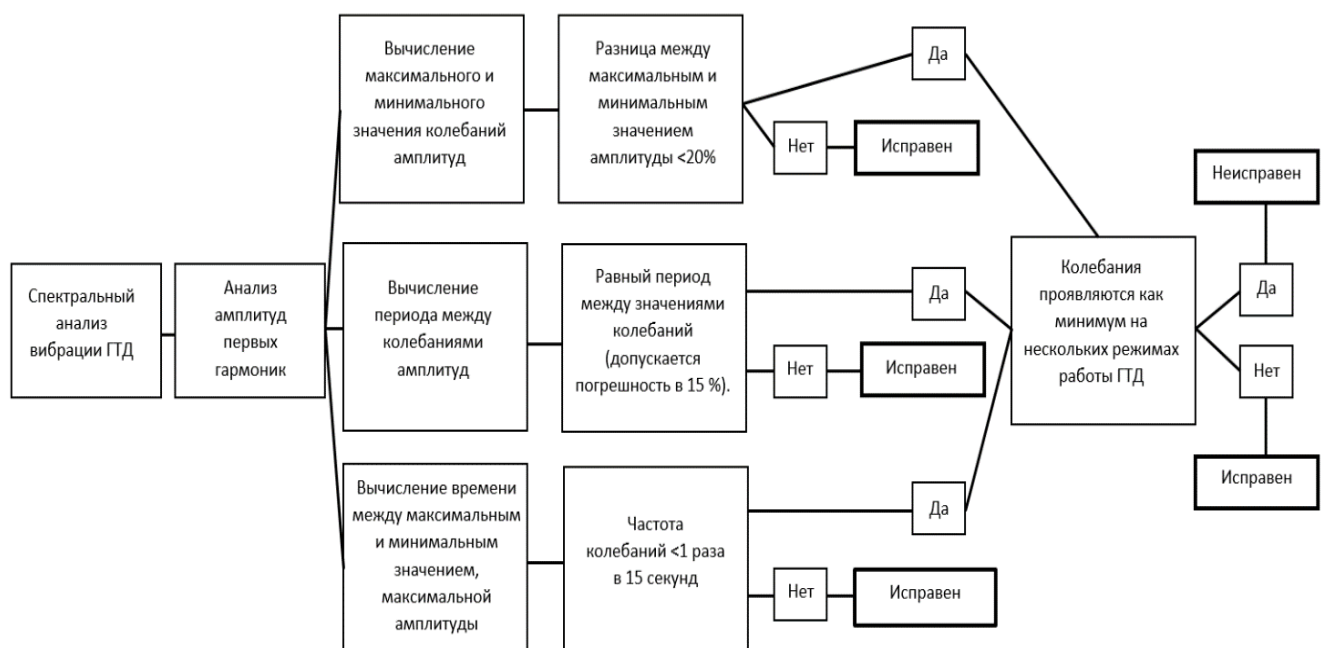 Спектральный
анализ
вибрации ГТД
Анализ
амплитуд
первых
гармоник
Вычисление
максимального и
минимального
значения колебаний
амплитуд
Разница между
максимальным и
минимальным
значением
амплитуды <20%
Да
Нет
Исправен
Вычисление
периода между
колебаниями
амплитуд
Равный период
между значениями
колебаний
(допускается
погрешность в 15 %).
Да
Нет
Исправен
Вычисление времени
между максимальным
и минимальным
значением,
максимальной
амплитуды
Частота
колебаний <1 раза
в 15 секунд
Да
Нет
Исправен
Колебания
проявляются как
минимум на
нескольких режимах
работы ГТД
Неисправен
Да
Нет
Исправен